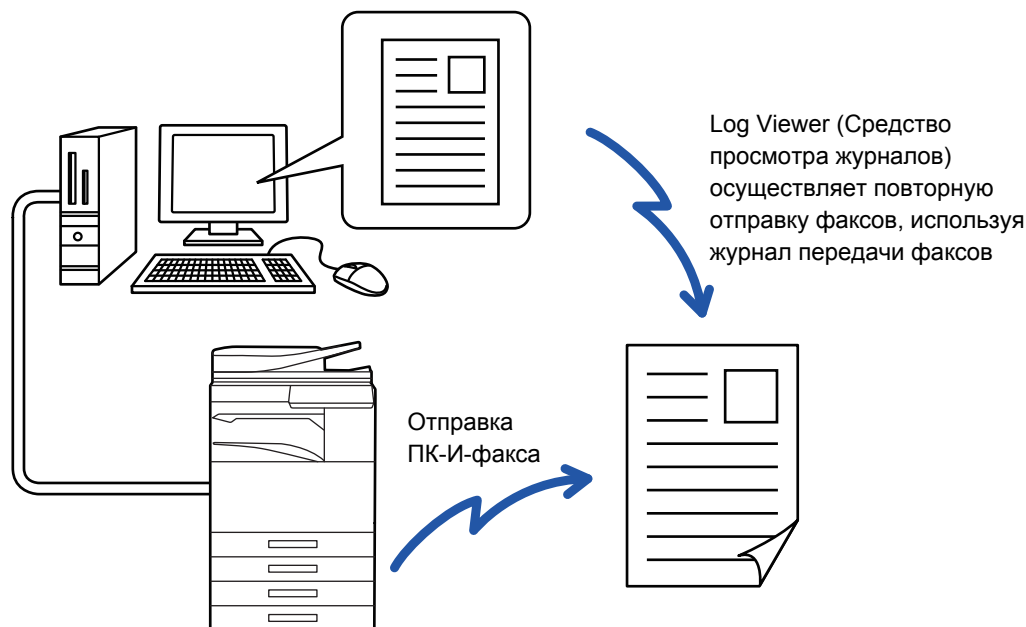 Log Viewer (Средство
просмотра журналов)
осуществляет повторную
отправку факсов, используя
журнал передачи факсов
Отправка
ПК-И-факса